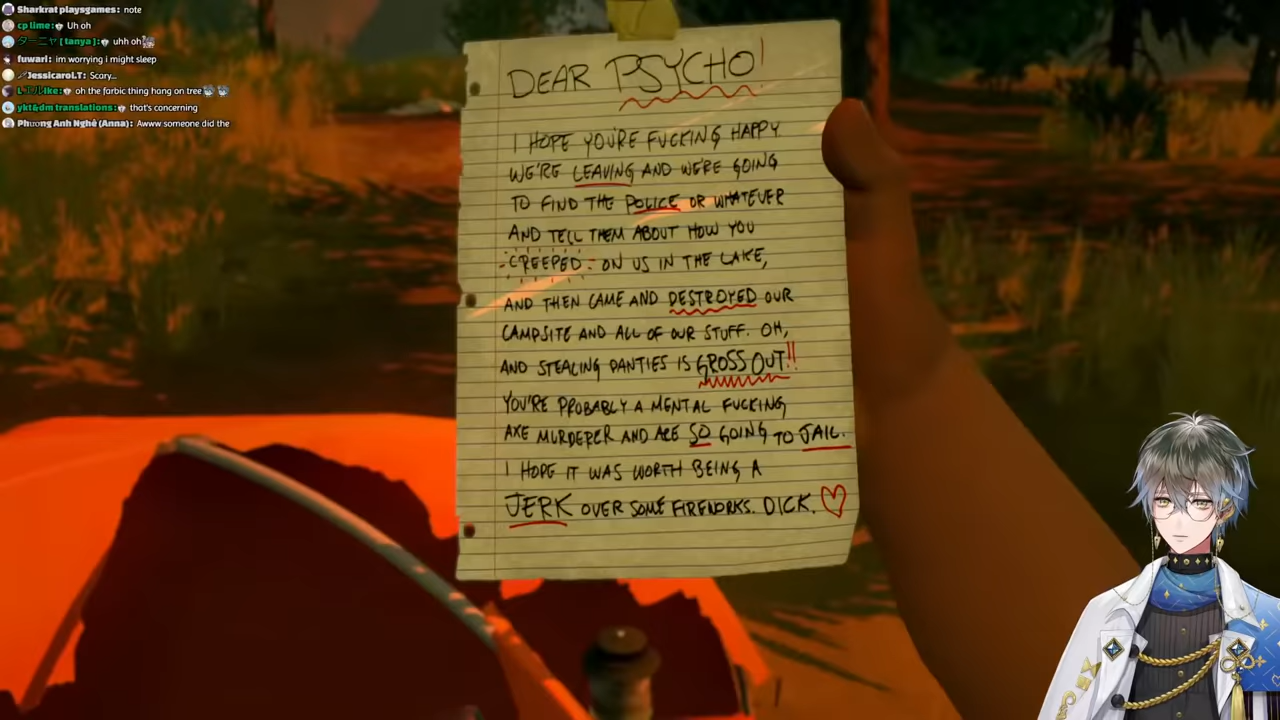 Sharkrat playsgames: note
cp lime: Uh oh
ターニャ [tanya]: uhh oh
fuwari: im worrying i might sleep
Jessicarol.T: Scary...
oh the farbic thing hang on tree
ykt&dm translations: that's concerning
Phương Anh Nghê (Anna): Awww someone did the
DEAR PSYCHO!
I HOPE YOU'RE FUCKING HAPPY
WE'RE LEAVING AND WE'RE GOING
TO FIND THE POLICE OR WHATEVER
AND TELL THEM ABOUT HOW YOU
CREEPED ON US IN THE LAKE,
AND THEN CAME AND DESTROYED OUR
CAMPSITE AND ALL OF OUR STUFF. OH,
AND STEALING PANTIES IS GROSS OUT!!
YOU'RE PROBABLY A MENTAL FUCKING
AXE MURDERER AND ARE SO GOING TO JAIL.
I HOPE IT WAS WORTH BEING A
JERK OVER SOME FIREWORKS. DICK.